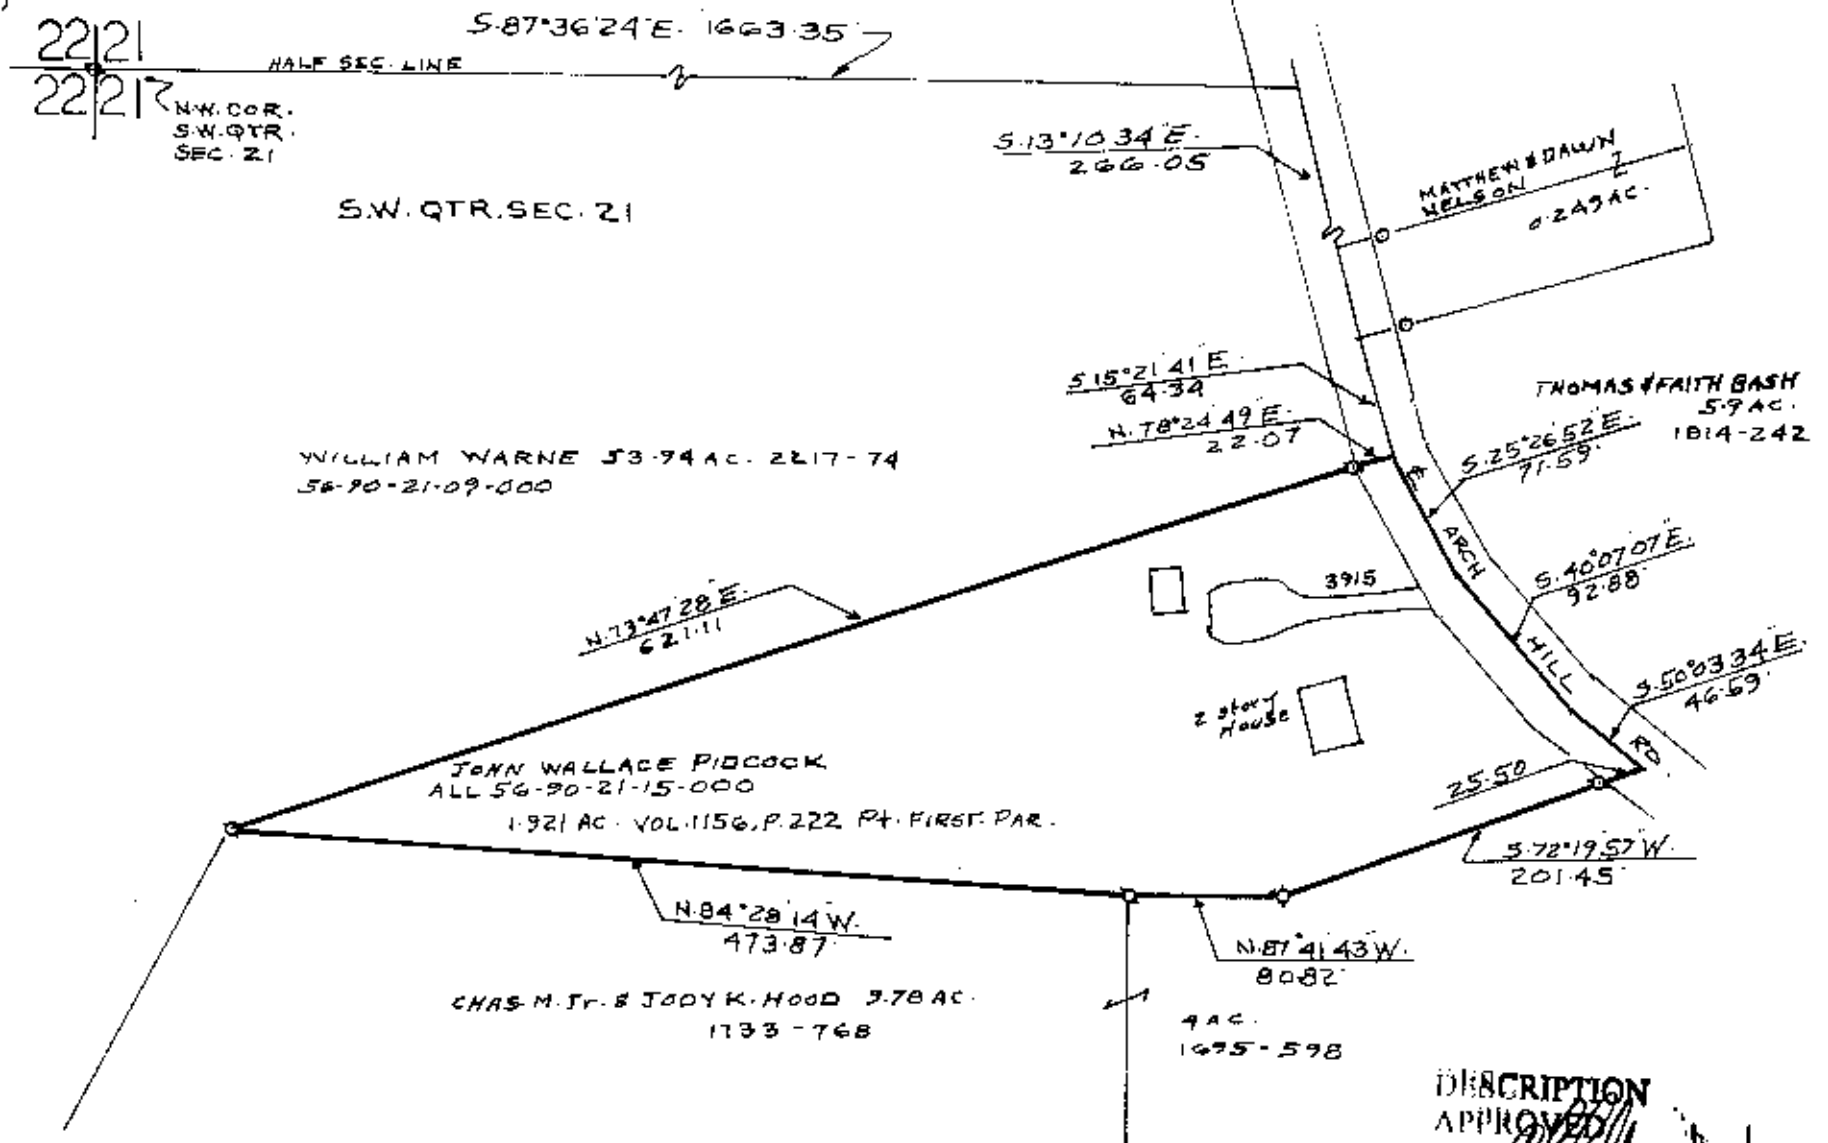 S.87°36'24"E. 1663.35'
22|21
HALF SEC. LINE
22|21
N.W. COR.
S.W. QTR.
SEC. 21
S.13°10'34"E.
266.05
MATTHEW & DAWN
NELSON
0.249 AC.
S.W. QTR. SEC. 21
S.15°21'41"E.
64.34
N.78°24'49"E.
22.07
THOMAS & FAITH BASH
5.9 AC.
1814-242
S.25°26'52"E.
71.59'
WILLIAM WARNE 53.94 AC. 2217-74
56-90-21-09-000
ARCH
HILL
RD
S.40°07'07"E.
92.88'
3915
N.73°47'28"E.
621.11
S.50°03'34"E.
46.59'
2 story
House
25.50
JOHN WALLACE PIDCOCK
ALL 56-90-21-15-000
1.921 AC. VOL. 1156, P. 222 Pt. FIRST PAR.
S.72°19'57"W.
201.45'
N.84°28'14"W.
473.87'
N.87°41'43"W.
80.82'
CHAS M. Jr. & JODY K. HOOD 9.78 AC.
1733-768
4 AC.
1695-598
DESCRIPTION
APPROVED